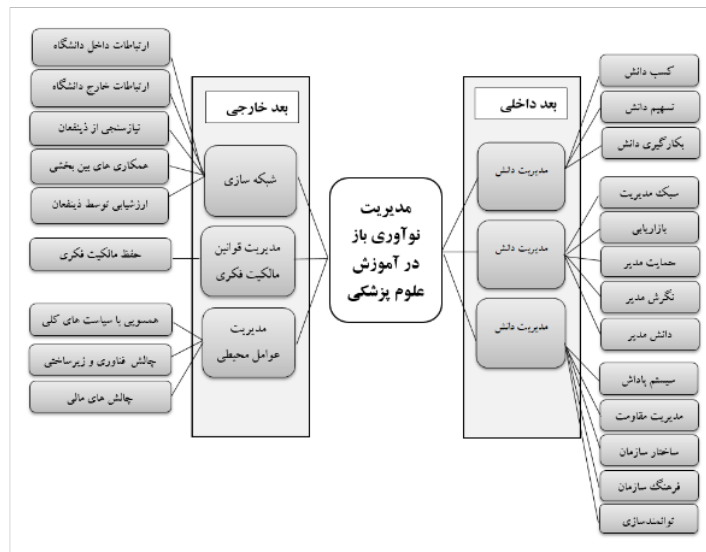 کسب دانش
تسهیم دانش
بکارگیری دانش
سبک مدیریت
بازاریابی
حمایت مدیر
نگرش مدیر
دانش مدیر
سیستم پاداش
مدیریت مقاومت
ساختار سازمان
فرهنگ سازمان
توانمندسازی
بعد داخلی
مدیریت دانش
مدیریت دانش
مدیریت دانش
مدیریت
نوآوری باز
در آموزش
علوم پزشکی
بعد خارجی
شبکه سازی
مدیریت قوانین
مالکیت فکری
مدیریت
عوامل محیطی
ارتباطات داخل دانشگاه
ارتباطات خارج دانشگاه
نیازسنجی از ذینفعان
همکاری های بین بخشی
ارزشیابی توسط ذینفعان
حفظ مالکیت فکری
همسویی با سیاست های کلی
چالش فناوری و زیرساختی
چالش های مالی